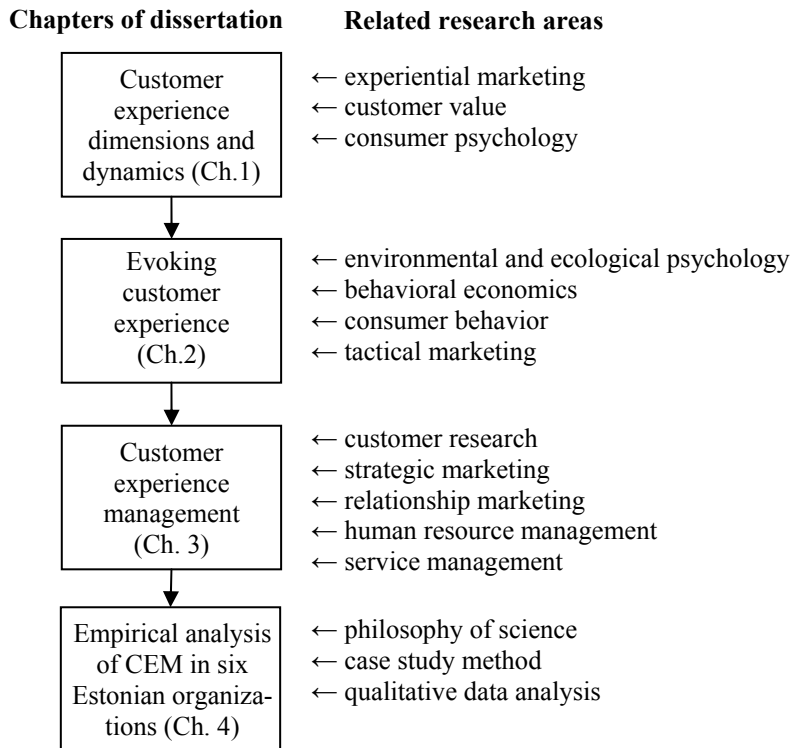 Chapters of dissertation
Related research areas
Customer
experience
dimensions and
dynamics (Ch.1)
← experiential marketing
← customer value
← consumer psychology
Evoking
customer
experience
(Ch.2)
← environmental and ecological psychology
← behavioral economics
← consumer behavior
← tactical marketing
Customer
experience
management
(Ch. 3)
← customer research
← strategic marketing
← relationship marketing
← human resource management
← service management
Empirical analysis
of CEM in six
Estonian organiza-
tions (Ch. 4)
← philosophy of science
← case study method
← qualitative data analysis